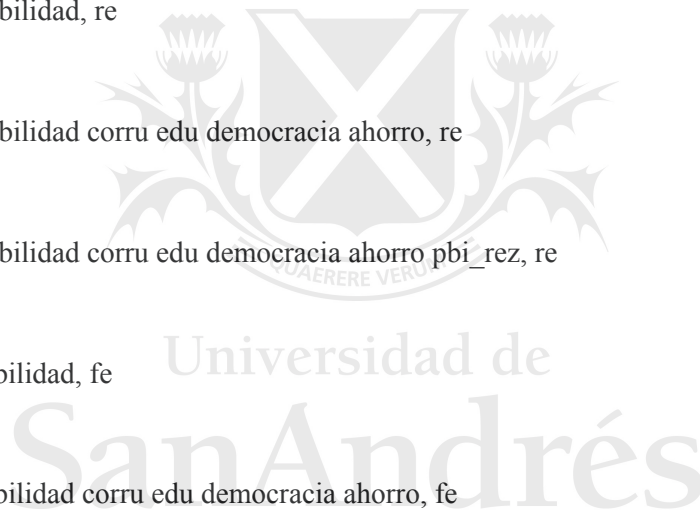 bilidad, re
bilidad corru edu democracia ahorro, re
bilidad corru edu democracia ahorro pbi_rez, re
QUAERERE VERUM
Universidad de
bilidad, fe
SanAndrés
bilidad corru edu democracia ahorro, fe